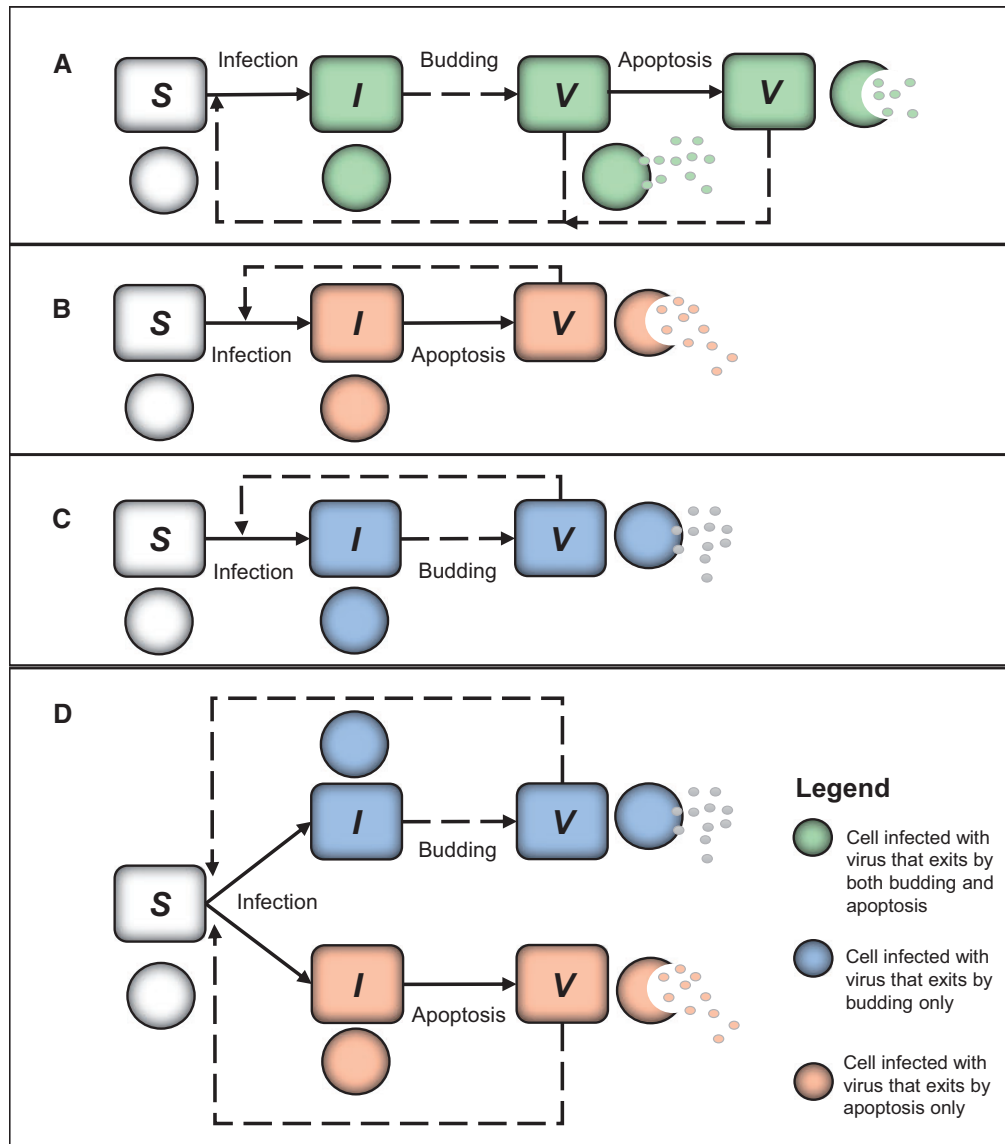 A
Infection
Budding
Apoptosis
S
I
V
V
B
S
I
V
Infection
Apoptosis
C
S
I
V
Infection
Budding
D
I
V
Budding
S
Infection
I
V
Apoptosis
Legend
Cell infected with
virus that exits by
both budding and
apoptosis
Cell infected with
virus that exits by
budding only
Cell infected with
virus that exits by
apoptosis only